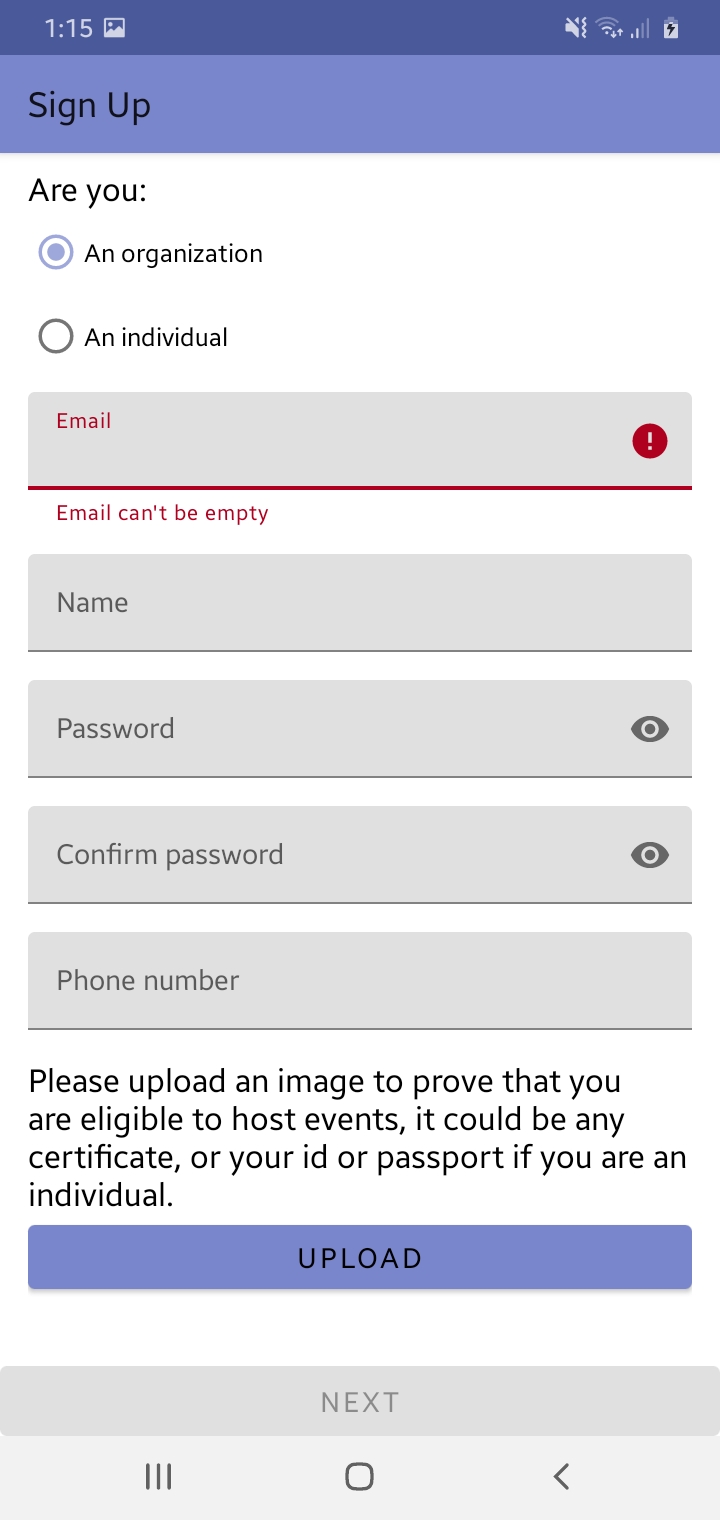 1:15
Sign Up
Are you:
An organization
An individual
Email
Email can't be empty
Name
Password
Confirm password
Phone number
Please upload an image to prove that you
are eligible to host events, it could be any
certificate, or your id or passport if you are an
individual.
UPLOAD
NEXT